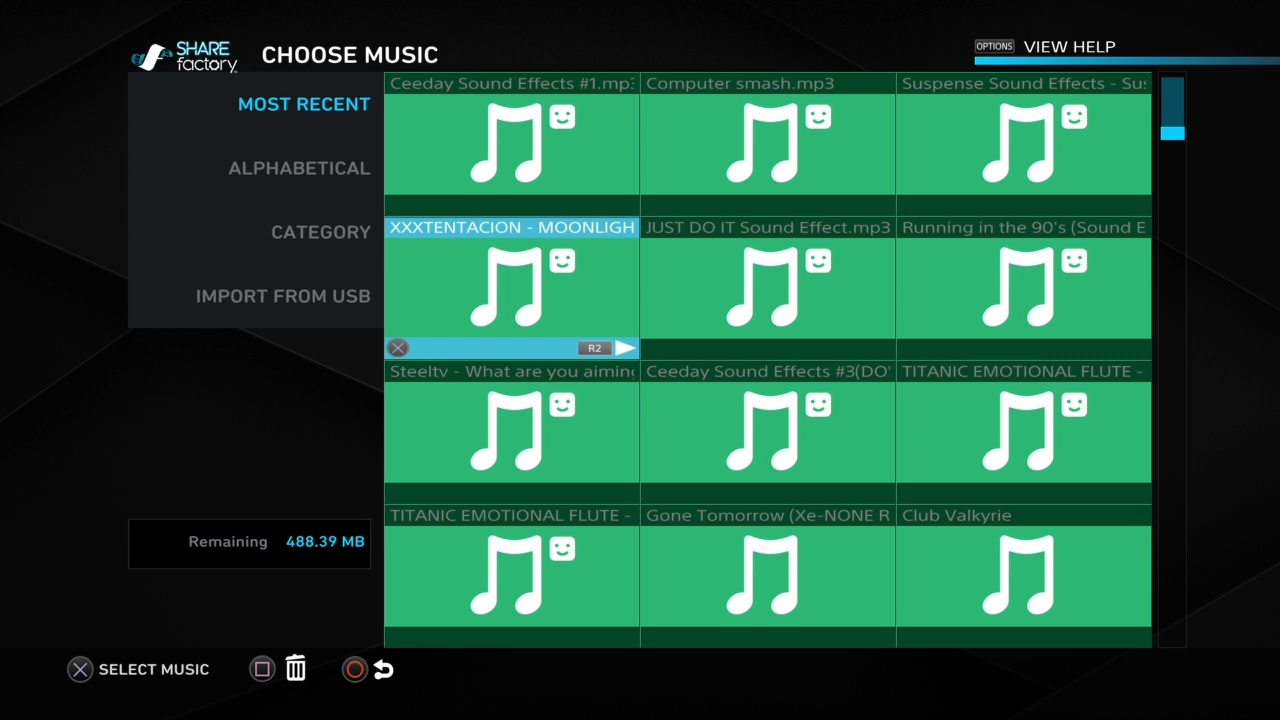 SHARE
factory™
CHOOSE MUSIC
OPTIONS VIEW HELP
MOST RECENT
ALPHABETICAL
CATEGORY
IMPORT FROM USB
Remaining 488.39 MB
Ceeday Sound Effects #1.mp3
Computer smash.mp3
Suspense Sound Effects - Sus
XXXTENTACION - MOONLIGH
JUST DO IT Sound Effect.mp3
Running in the 90's (Sound E
R2
Steeltv - What are you aiming
Ceeday Sound Effects #3(DO'
TITANIC EMOTIONAL FLUTE -
TITANIC EMOTIONAL FLUTE -
Gone Tomorrow (Xe-NONE R
Club Valkyrie
SELECT MUSIC